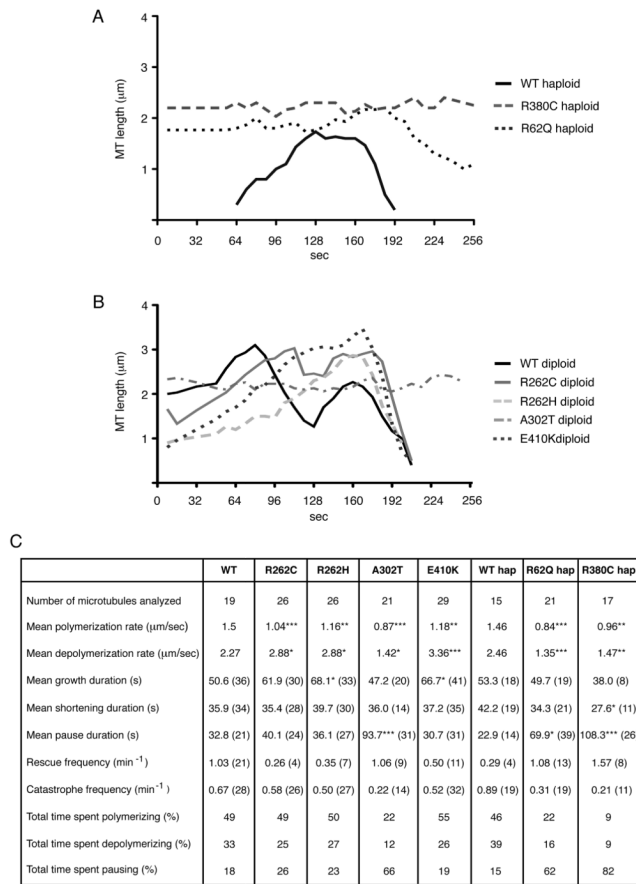 A
4
3
2
1
MT length (μm)
0 32 64 96 128 160 192 224 256
sec
WT haploid
R380C haploid
R62Q haploid
B
4
3
2
1
MT length (μm)
0 32 64 96 128 160 192 224 256
sec
WT diploid
R262C diploid
R262H diploid
A302T diploid
E410Kdiploid
C
WT R262C R262H A302T E410K WT hap R62Q hap R380C hap
Number of microtubules analyzed 19 26 26 21 29 15 21 17
Mean polymerization rate (μm/sec) 1.5 1.04*** 1.16** 0.87*** 1.18** 1.46 0.84*** 0.96**
Mean depolymerization rate (μm/sec) 2.27 2.88* 2.88* 1.42* 3.36*** 2.46 1.35*** 1.47**
Mean growth duration (s) 50.6 (36) 61.9 (30) 68.1* (33) 47.2 (20) 66.7* (41) 53.3 (18) 49.7 (19) 38.0 (8)
Mean shortening duration (s) 35.9 (34) 35.4 (28) 39.7 (30) 36.0 (14) 37.2 (35) 42.2 (19) 34.3 (21) 27.6* (11)
Mean pause duration (s) 32.8 (21) 40.1 (24) 36.1 (27) 93.7*** (31) 30.7 (31) 22.9 (14) 69.9* (39) 108.3*** (26)
Rescue frequency (min⁻¹) 1.03 (21) 0.26 (4) 0.35 (7) 1.06 (9) 0.50 (11) 0.29 (4) 1.08 (13) 1.57 (8)
Catastrophe frequency (min⁻¹) 0.67 (28) 0.58 (26) 0.50 (27) 0.22 (14) 0.52 (32) 0.89 (19) 0.31 (19) 0.21 (11)
Total time spent polymerizing (%) 49 49 50 22 55 46 22 9
Total time spent depolymerizing (%) 33 25 27 12 26 39 16 9
Total time spent pausing (%) 18 26 23 66 19 15 62 82